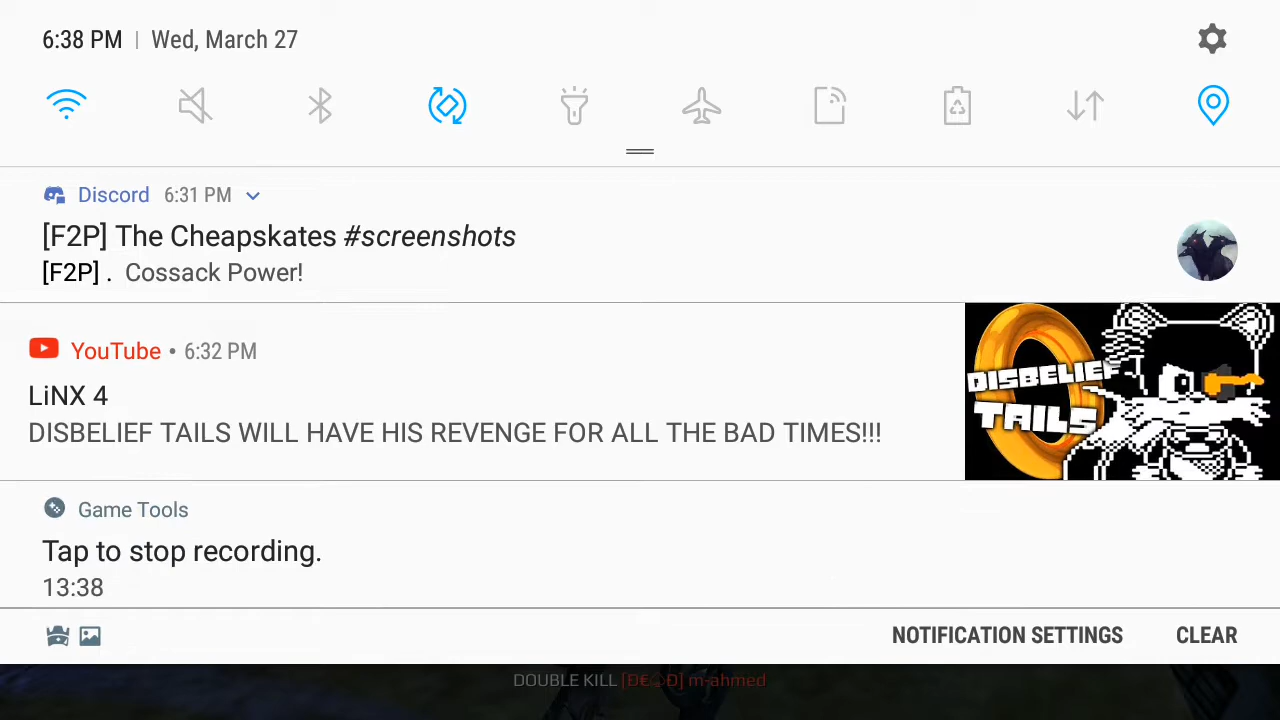 6:38 PM | Wed, March 27
Discord 6:31 PM
[F2P] The Cheapskates #screenshots
[F2P] . Cossack Power!
YouTube • 6:32 PM
LiNX 4
DISBELIEF TAILS WILL HAVE HIS REVENGE FOR ALL THE BAD TIMES!!!
DISBELIEF
TAILS
Game Tools
Tap to stop recording.
13:38
NOTIFICATION SETTINGS CLEAR
DOUBLE KILL m-ahmed